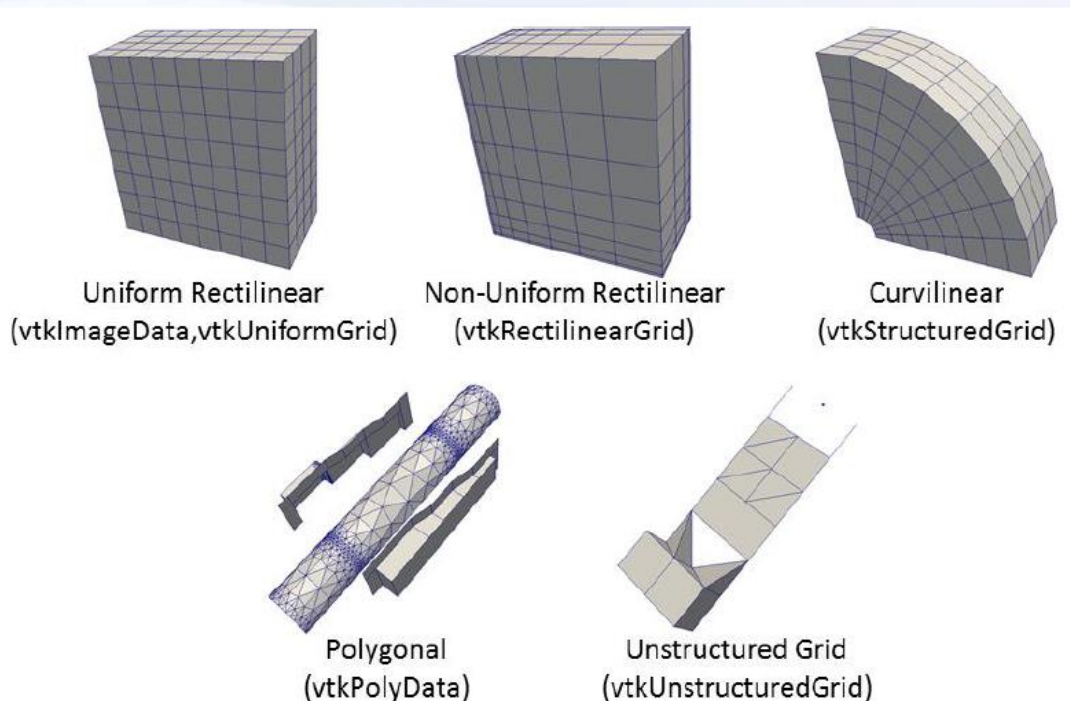 Uniform Rectilinear
(vtkImageData,vtkUniformGrid)
Non-Uniform Rectilinear
(vtkRectilinearGrid)
Curvilinear
(vtkStructuredGrid)
Polygonal
(vtkPolyData)
Unstructured Grid
(vtkUnstructuredGrid)